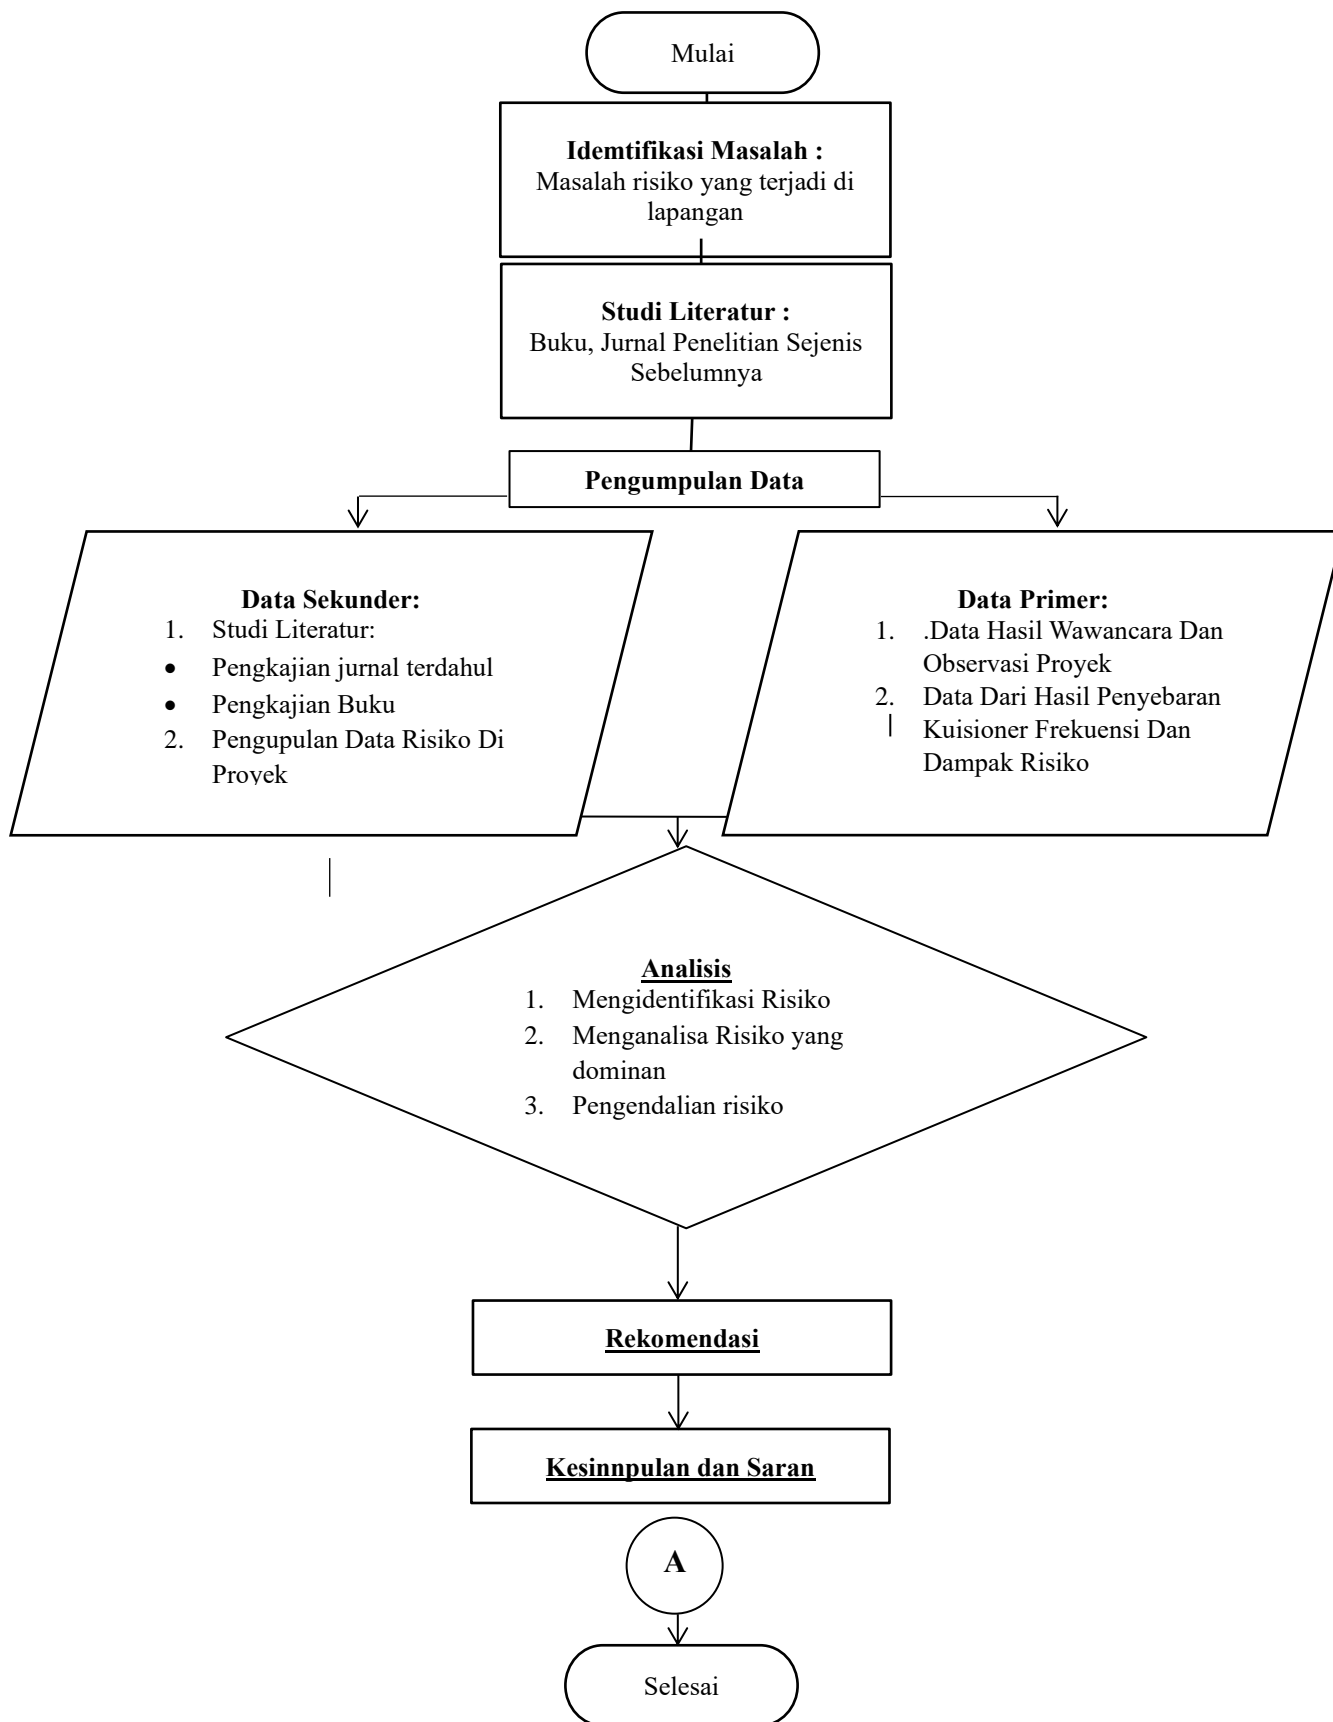 Mulai
Idemtifikasi Masalah :
Masalah risiko yang terjadi di
lapangan
Studi Literatur :
Buku, Jurnal Penelitian Sejenis
Sebelumnya
Pengumpulan Data
Data Sekunder:
1. Studi Literatur:
• Pengkajian jurnal terdahul
• Pengkajian Buku
2. Pengupulan Data Risiko Di
Proyek
Data Primer:
1. .Data Hasil Wawancara Dan
Observasi Proyek
2. Data Dari Hasil Penyebaran
Kuisioner Frekuensi Dan
Dampak Risiko
Analisis
1. Mengidentifikasi Risiko
2. Menganalisa Risiko yang
dominan
3. Pengendalian risiko
Rekomendasi
Kesinnpulan dan Saran
A
Selesai